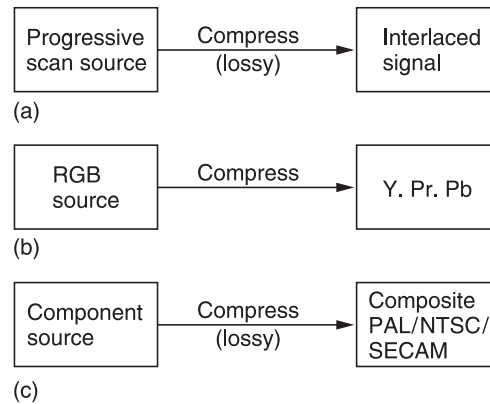 Progressive
scan source
Compress
(lossy)
Interlaced
signal
(a)
RGB
source
Compress
Y. Pr. Pb
(b)
Component
source
Compress
(lossy)
Composite
PAL/NTSC/
SECAM
(c)